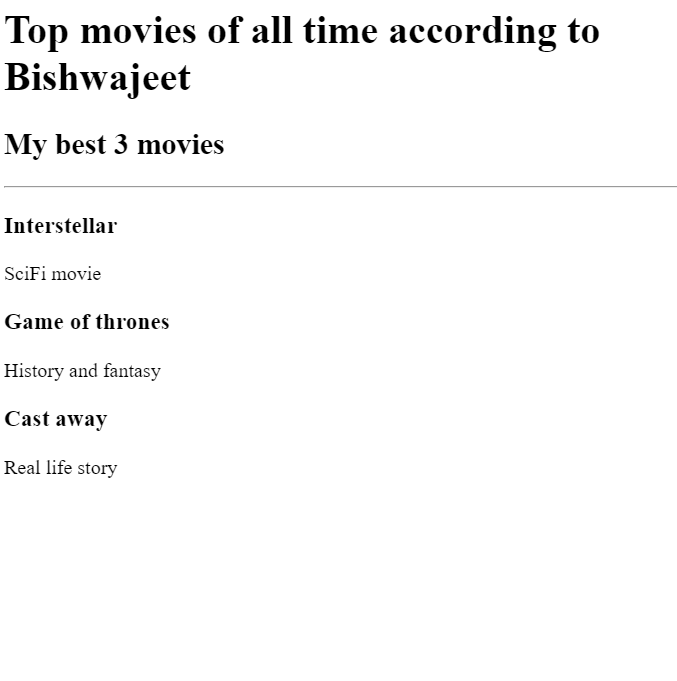 Top movies of all time according to
Bishwajeet
My best 3 movies
Interstellar
SciFi movie
Game of thrones
History and fantasy
Cast away
Real life story